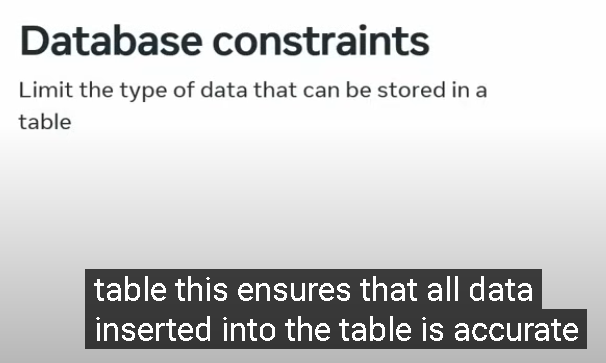 Database constraints
Limit the type of data that can be stored in a
table
table this ensures that all data
inserted into the table is accurate